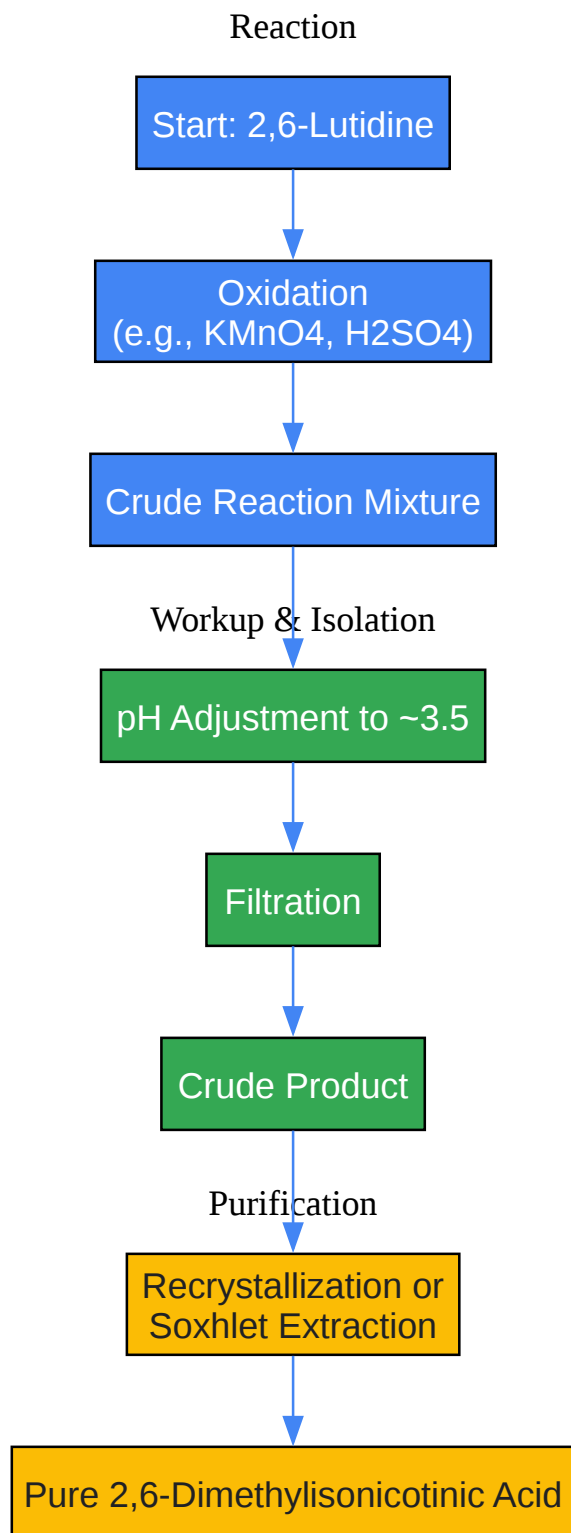 Reaction
Start: 2,6-Lutidine
Oxidation
(e.g., KMnO4, H2SO4)
Crude Reaction Mixture
Workup & Isolation
pH Adjustment to ~3.5
Filtration
Crude Product
Purification
Recrystallization or
Soxhlet Extraction
Pure 2,6-Dimethylisonicotinic Acid